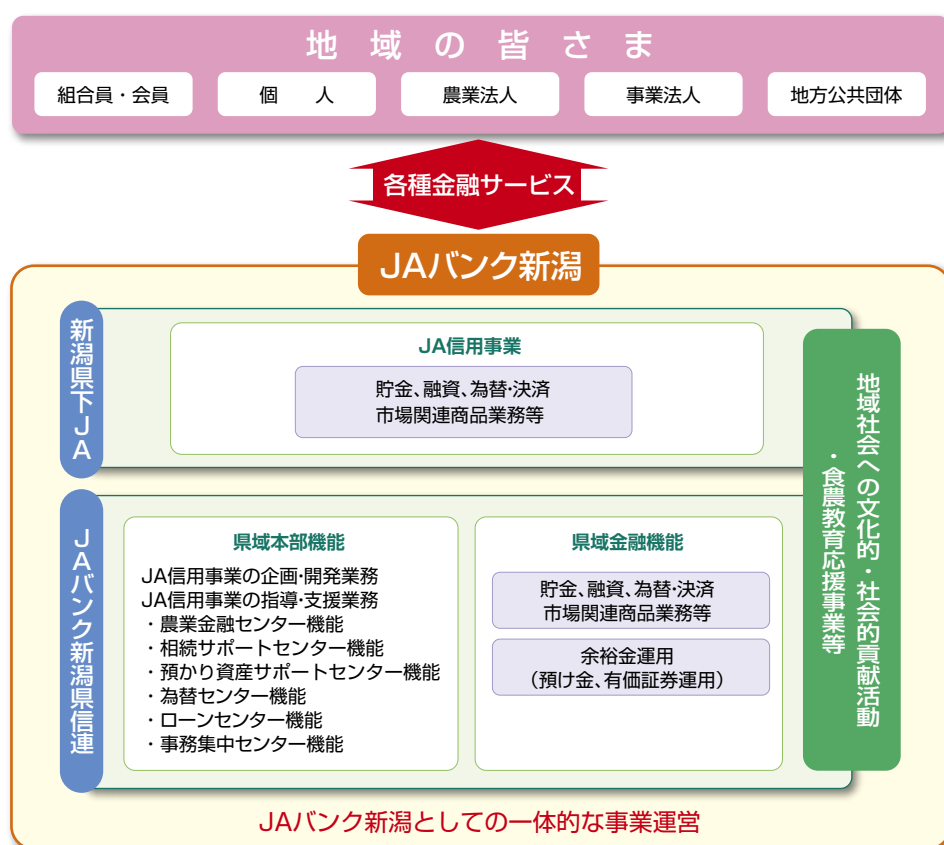 地域の皆さま
組合員・会員
個　人
農業法人
事業法人
地方公共団体
各種金融サービス
JAバンク新潟
新潟県下JA
JA信用事業
貯金、融資、為替・決済
市場関連商品業務等
JAバンク新潟県信連
県域本部機能
JA信用事業の企画・開発業務
JA信用事業の指導・支援業務
・農業金融センター機能
・相続サポートセンター機能
・預かり資産サポートセンター機能
・為替センター機能
・ローンセンター機能
・事務集中センター機能
県域金融機能
貯金、融資、為替・決済
市場関連商品業務等
余裕金運用
（預け金、有価証券運用）
地域社会への文化的・社会的貢献活動
・食農教育応援事業等
JAバンク新潟としての一体的な事業運営